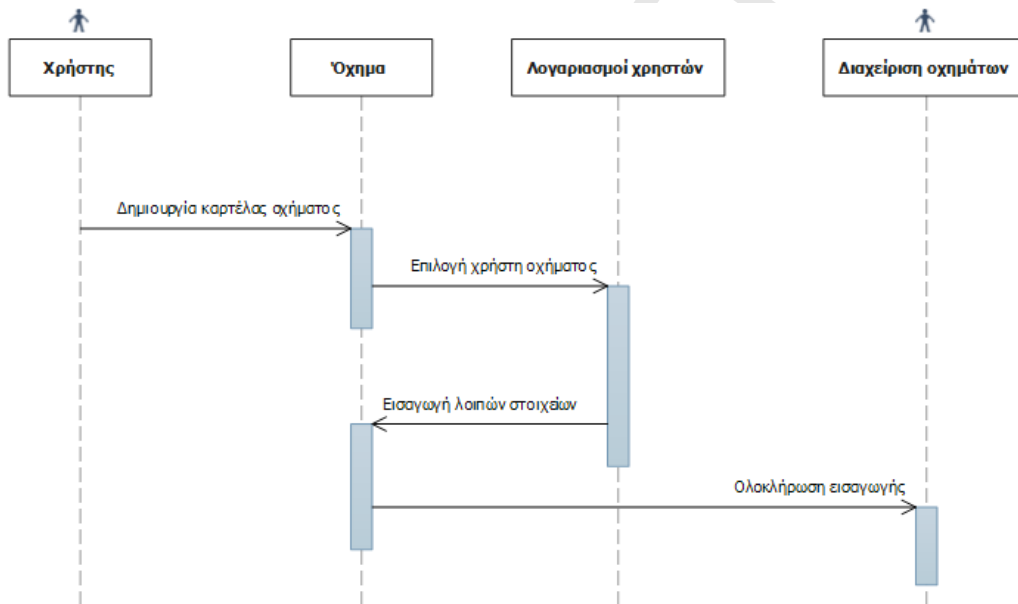 Χρήστης
Όχημα
Λογαριασμοί χρηστών
Διαχείριση οχημάτων
Δημιουργία καρτέλας οχήματος
Επιλογή χρήστη οχήματος
Εισαγωγή λοιπών στοιχείων
Ολοκλήρωση εισαγωγής